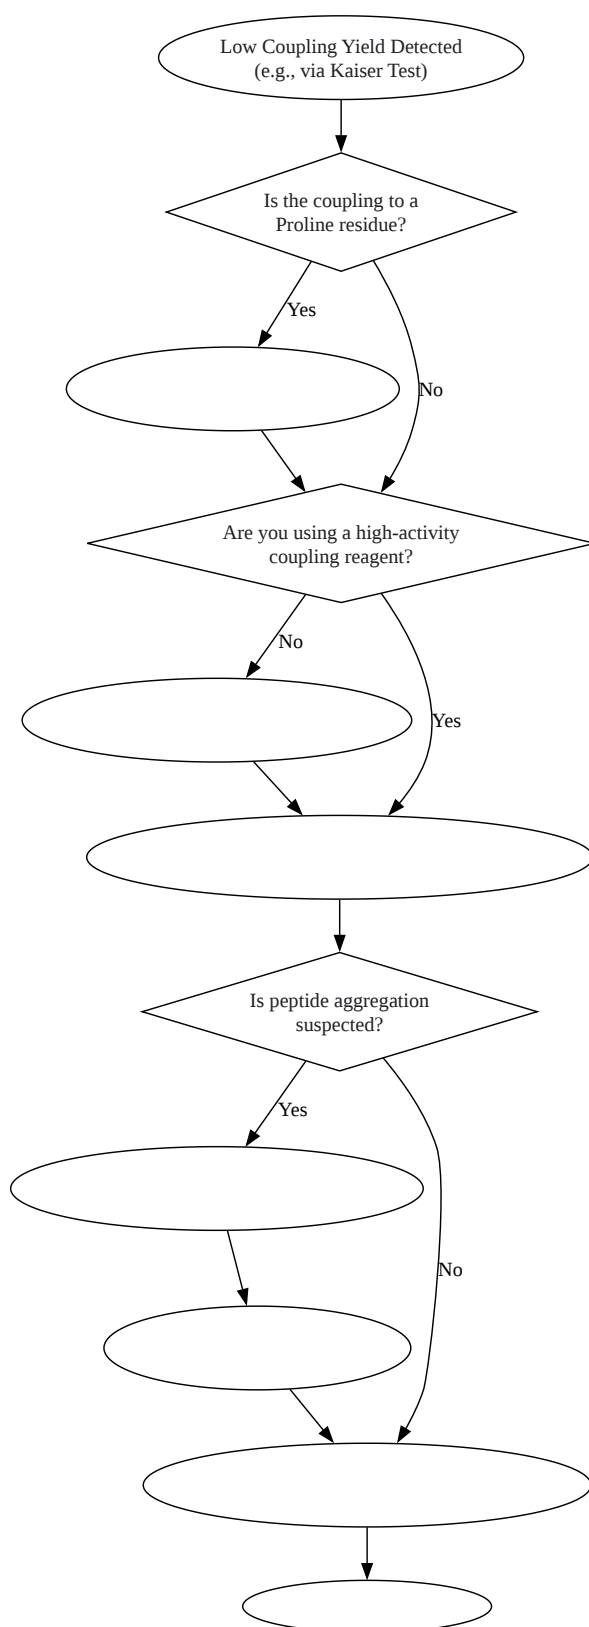 Low Coupling Yield Detected
(e.g., via Kaiser Test)
Is the coupling to a
Proline residue?
Yes
No
Are you using a high-activity
coupling reagent?
No
Yes
Is peptide aggregation
suspected?
Yes
No